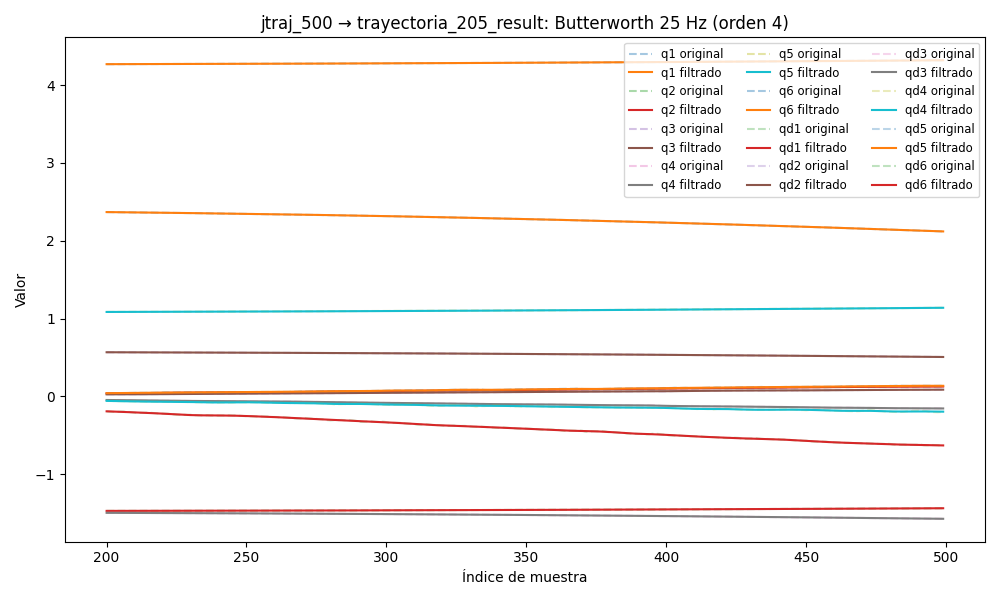 jtraj_500 → trayectoria_205_result: Butterworth 25 Hz (orden 4)
q1 original
q1 filtrado
q2 original
q2 filtrado
q3 original
q3 filtrado
q4 original
q4 filtrado
q5 original
q5 filtrado
q6 original
q6 filtrado
qd1 original
qd1 filtrado
qd2 original
qd2 filtrado
qd3 original
qd3 filtrado
qd4 original
qd4 filtrado
qd5 original
qd5 filtrado
qd6 original
qd6 filtrado
Valor
4
3
2
1
0
−1
200
250
300
350
400
450
500
Índice de muestra